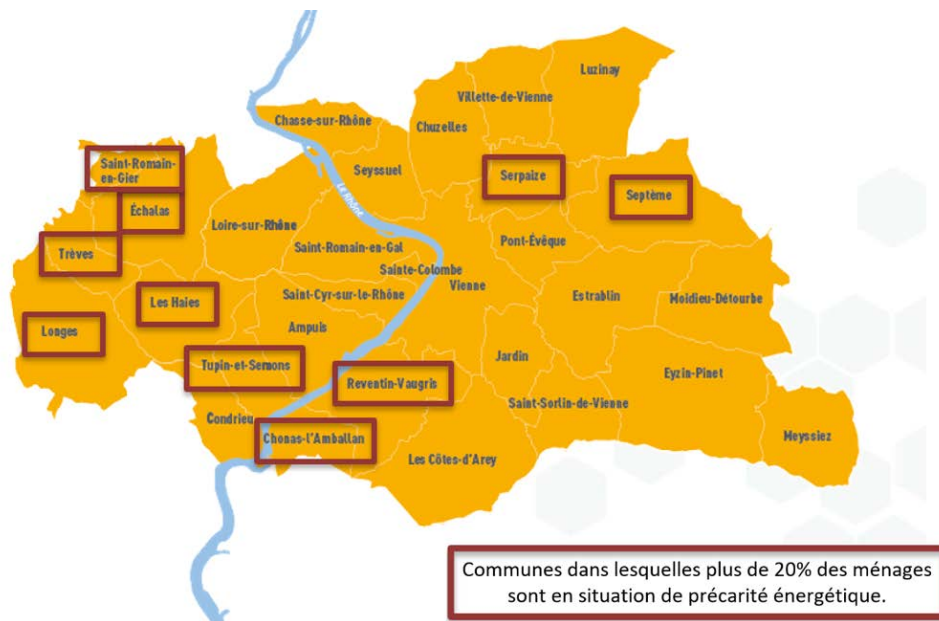 Luzinay
Villette-de-Vienne
Chasse-sur-Rhône
Chuzelles
Saint-Romain-
en-Gier
Seyssuel
Serpaize
Septème
Échalas
Le Rhône
Loire-sur-Rhône
Trèves
Saint-Romain-en-Gal
Pont-Évêque
Sainte-Colombe
Vienne
Les Haies
Saint-Cyr-sur-le-Rhône
Estrablin
Moidieu-Détourbe
Longes
Ampuis
Jardin
Tupin-et-Semons
Reventin-Vaugris
Eyzin-Pinet
Saint-Sorlin-de-Vienne
Condrieu
Chonas-l'Amballan
Meyssiez
Les Côtes-d'Arey
Communes dans lesquelles plus de 20% des ménages
sont en situation de précarité énergétique.